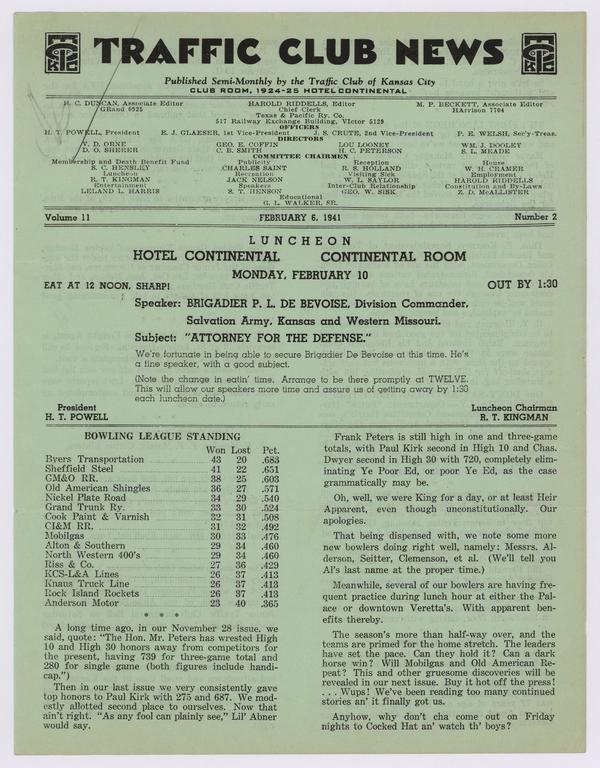 TRAFFIC CLUB NEWS
Published Semi-Monthly by the Traffic Club of Kansas City
CLUB ROOM, 1924-25 HOTEL CONTINENTAL
H. C. DUNCAN, Associate Editor
GRand 0525
HAROLD RIDDELLS, Editor
Chief Clerk
Texas & Pacific Ry. Co.
517 Railway Exchange Building, VIctor 5129
M. P. BECKETT, Associate Editor
HArrison 7704
OFFICERS
H. T. POWELL, President E. J. GLAESER, 1st Vice-President J. S. CRUTE, 2nd Vice-President P. E. WELSH, Sec'y-Treas.
DIRECTORS
V. D. ORNE GEO. E. COFFIN LOU LOONEY WM. J. DOOLEY
D. O. SHERER C. B. SMITH H. C. PETERSON S. L. MEADE
COMMITTEE CHAIRMEN
Membership and Death Benefit Fund Publicity Reception House
S. C. HENSLEY CHARLES SAINT R. S. HOLLAND W. H. CRAMER
Luncheon Recreation Visiting Sick Employment
R. T. KINGMAN JACK NELSON W. L. SAYLOR HAROLD RIDDELLS
Entertainment Speakers Inter-Club Relationship Constitution and By-Laws
LELAND L. HARRIS S. T. HENSON GEO. W. SISK Z. D. McALLISTER
Educational
G. L. WALKER, SR.
Volume 11 FEBRUARY 6, 1941 Number 2
LUNCHEON
HOTEL CONTINENTAL CONTINENTAL ROOM
MONDAY, FEBRUARY 10
EAT AT 12 NOON, SHARP! OUT BY 1:30
Speaker: BRIGADIER P. L. DE BEVOISE, Division Commander,
Salvation Army, Kansas and Western Missouri.
Subject: "ATTORNEY FOR THE DEFENSE."
We're fortunate in being able to secure Brigadier De Bevoise at this time. He's
a fine speaker, with a good subject.
(Note the change in eatin' time. Arrange to be there promptly at TWELVE.
This will allow our speakers more time and assure us of getting away by 1:30
each luncheon date.)
President
H. T. POWELL
Luncheon Chairman
R. T. KINGMAN
BOWLING LEAGUE STANDING
Won Lost Pct.
Byers Transportation 43 20 .683
Sheffield Steel 41 22 .651
GM&O RR. 38 25 .603
Old American Shingles 36 27 .571
Nickel Plate Road 34 29 .540
Grand Trunk Ry. 33 30 .524
Cook Paint & Varnish 32 31 .508
CI&M RR. 31 32 .492
Mobilgas 30 33 .476
Alton & Southern 29 34 .460
North Western 400's 29 34 .460
Riss & Co. 27 36 .429
KCS-L&A Lines 26 37 .413
Knaus Truck Line 26 37 .413
Rock Island Rockets 26 37 .413
Anderson Motor 23 40 .365
* * *
A long time ago, in our November 28 issue, we
said, quote: "The Hon. Mr. Peters has wrested High
10 and High 30 honors away from competitors for
the present, having 739 for three-game total and
280 for single game (both figures include handi-
cap.")
Then in our last issue we very consistently gave
top honors to Paul Kirk with 275 and 687. We mod-
estly allotted second place to ourselves. Now that
ain't right. "As any fool can plainly see," Lil' Abner
would say.
Frank Peters is still high in one and three-game
totals, with Paul Kirk second in High 10 and Chas.
Dwyer second in High 30 with 720, completely elim-
inating Ye Poor Ed, or poor Ye Ed, as the case
grammatically may be.
Oh, well, we were King for a day, or at least Heir
Apparent, even though unconstitutionally. Our
apologies.
That being dispensed with, we note some more
new bowlers doing right well, namely: Messrs. Al-
derson, Seitter, Clemenson, et al. (We'll tell you
Al's last name at the proper time.)
Meanwhile, several of our bowlers are having fre-
quent practice during lunch hour at either the Pal-
ace or downtown Veretta's. With apparent ben-
efits thereby.
The season's more than half-way over, and the
teams are primed for the home stretch. The leaders
have set the pace. Can they hold it? Can a dark
horse win? Will Mobilgas and Old American Re-
peat? This and other gruesome discoveries will be
revealed in our next issue. Buy it hot off the press!
. . . Wups! We've been reading too many continued
stories an' it finally got us.
Anyhow, why don't cha come out on Friday
nights to Cocked Hat an' watch th' boys?